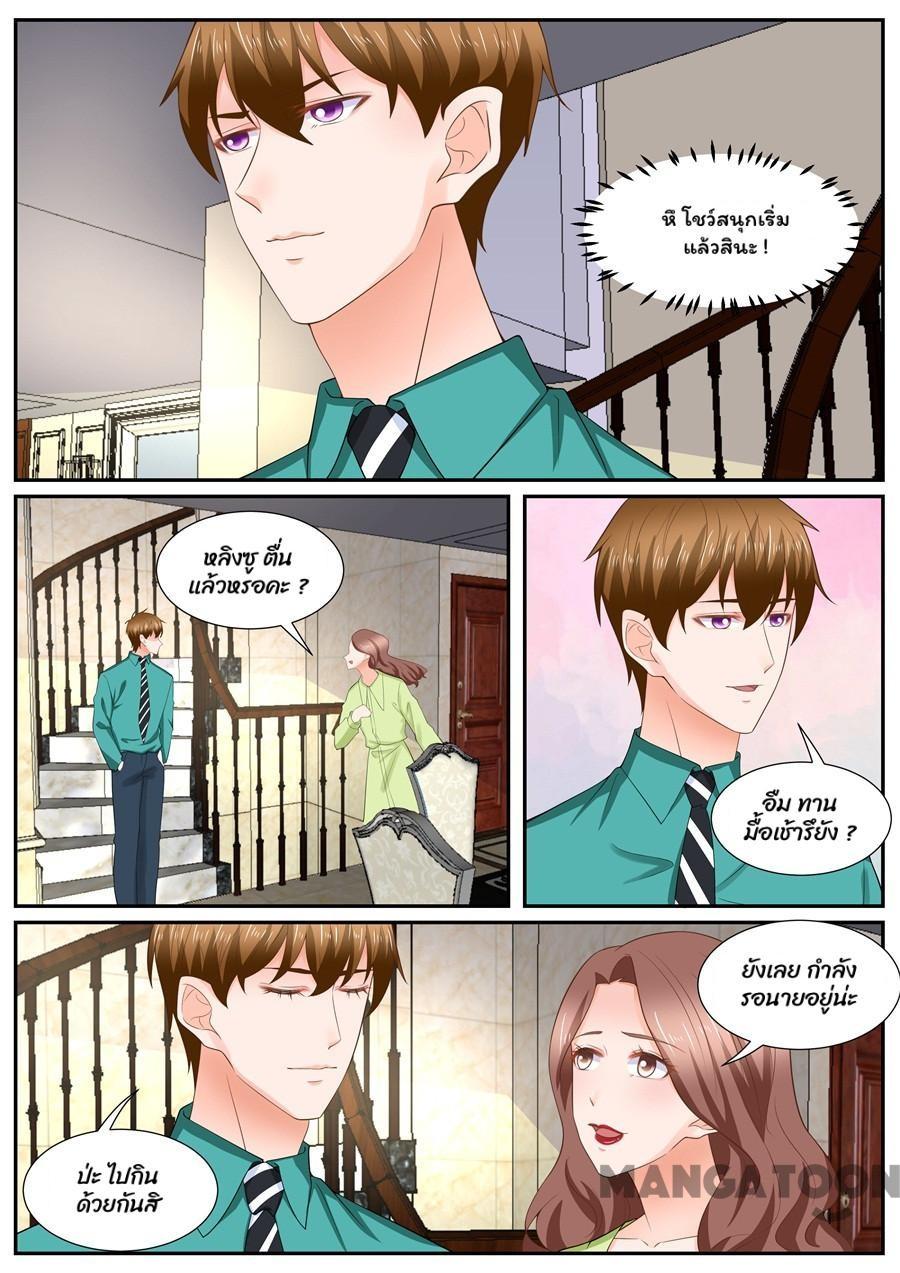 หึ โชว์สนุกเริ่ม
แล้วสินะ !
หลิงซู ตื่น
แล้วหรอคะ ?
อืม ทาน
มื้อเช้ารึยัง ?
ยังเลย กำลัง
รอนายอยู่น่ะ
ป่ะ ไปกิน
ด้วยกันสิ
MANGATOON